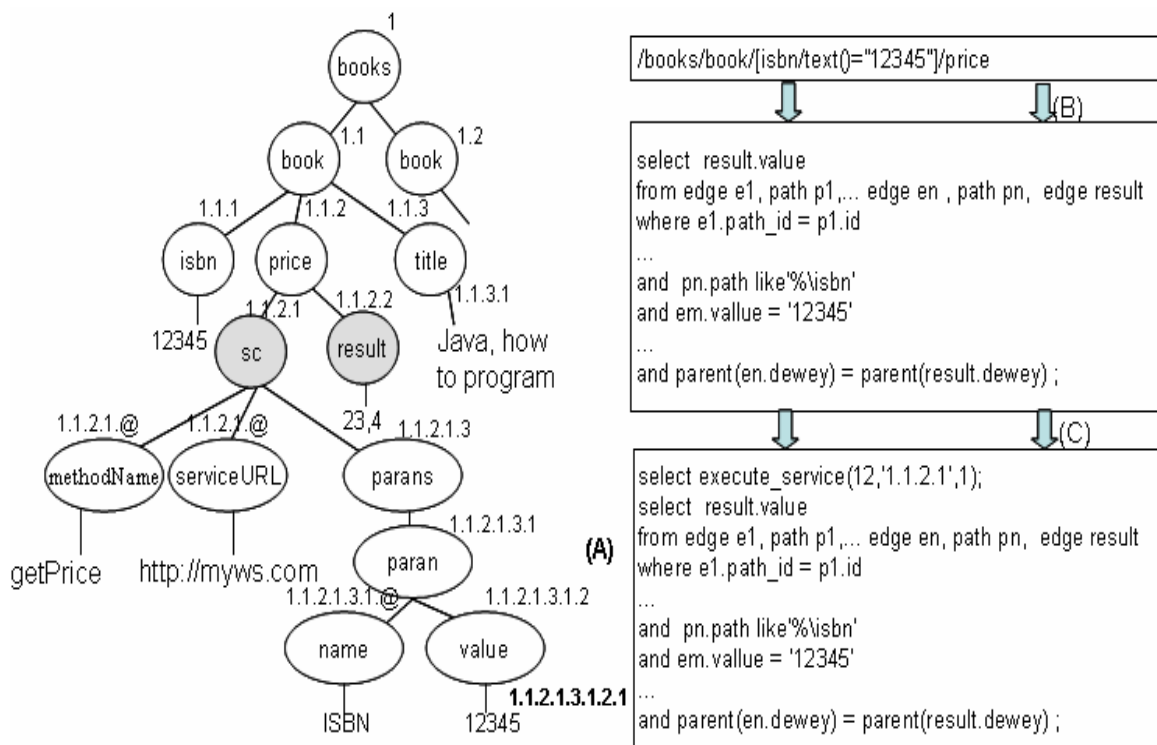 1
books
1.1
1.2
book
book
1.1.1
1.1.2
1.1.3
isbn
price
title
1.1.2.1
1.1.2.2
1.1.3.1
12345
sc
result
Java, how
to program
23,4
1.1.2.1.@
1.1.2.1.@
1.1.2.1.3
methodName
serviceURL
parans
1.1.2.1.3.1
getPrice
http://myws.com
paran
(A)
1.1.2.1.3.1.@
1.1.2.1.3.1.2
name
value
1.1.2.1.3.1.2.1
ISBN
12345
/books/book/[isbn/text()="12345"]/price
(B)
select result.value
from edge e1, path p1,... edge en , path pn, edge result
where e1.path_id = p1.id
...
and pn.path like'%\isbn'
and em.vallue = '12345'
...
and parent(en.dewey) = parent(result.dewey) ;
(C)
select execute_service(12,'1.1.2.1',1);
select result.value
from edge e1, path p1,... edge en, path pn, edge result
where e1.path_id = p1.id
...
and pn.path like'%\isbn'
and em.vallue = '12345'
...
and parent(en.dewey) = parent(result.dewey) ;